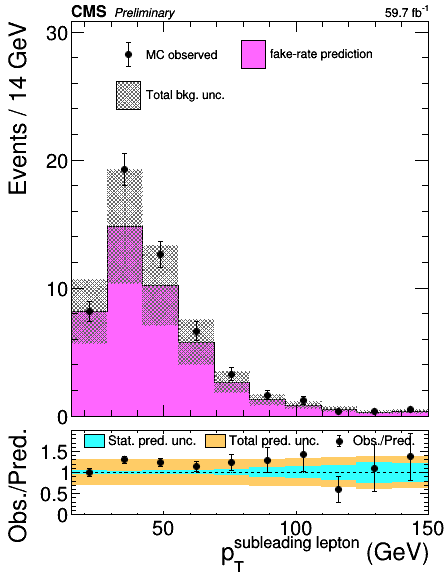 CMS Preliminary 59.7 fb⁻¹
MC observed
fake-rate prediction
Total bkg. unc.
Events / 14 GeV
30
20
10
0
Stat. pred. unc.
Total pred. unc.
Obs./Pred.
Obs./Pred.
1.5
1
0.5
0
50
100
150
p_T^subleading lepton (GeV)